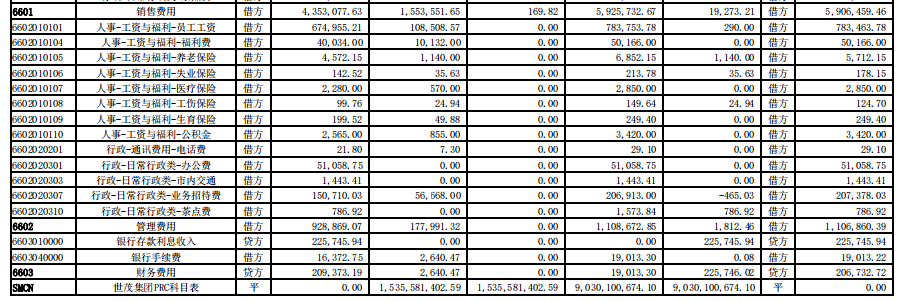 6601 销售费用 借方 4,353,077.63 1,553,551.65 169.82 5,925,732.67 19,273.21 借方 5,906,459.46
6602010101 人事-工资与福利-员工工资 借方 674,955.21 108,508.57 0.00 783,753.78 290.00 借方 783,463.78
6602010104 人事-工资与福利-福利费 借方 40,034.00 10,132.00 0.00 50,166.00 0.00 借方 50,166.00
6602010105 人事-工资与福利-养老保险 借方 4,572.15 1,140.00 0.00 6,852.15 1,140.00 借方 5,712.15
6602010106 人事-工资与福利-失业保险 借方 142.52 35.63 0.00 213.78 35.63 借方 178.15
6602010107 人事-工资与福利-医疗保险 借方 2,280.00 570.00 0.00 2,850.00 0.00 借方 2,850.00
6602010108 人事-工资与福利-工伤保险 借方 99.76 24.94 0.00 149.64 24.94 借方 124.70
6602010109 人事-工资与福利-生育保险 借方 199.52 49.88 0.00 249.40 0.00 借方 249.40
6602010110 人事-工资与福利-公积金 借方 2,565.00 855.00 0.00 3,420.00 0.00 借方 3,420.00
6602020201 行政-通讯费用-电话费 借方 21.80 7.30 0.00 29.10 0.00 借方 29.10
6602020301 行政-日常行政类-办公费 借方 51,058.75 0.00 0.00 51,058.75 0.00 借方 51,058.75
6602020303 行政-日常行政类-市内交通 借方 1,443.41 0.00 0.00 1,443.41 0.00 借方 1,443.41
6602020307 行政-日常行政类-业务招待费 借方 150,710.03 56,668.00 0.00 206,913.00 -465.03 借方 207,378.03
6602020310 行政-日常行政类-茶点费 借方 786.92 0.00 0.00 1,573.84 786.92 借方 786.92
6602 管理费用 借方 928,869.07 177,991.32 0.00 1,108,672.85 1,812.46 借方 1,106,860.39
6603010000 银行存款利息收入 贷方 225,745.94 0.00 0.00 0.00 225,745.94 贷方 225,745.94
6603040000 银行手续费 借方 16,372.75 2,640.47 0.00 19,013.30 0.08 借方 19,013.22
6603 财务费用 贷方 209,373.19 2,640.47 0.00 19,013.30 225,746.02 贷方 206,732.72
SMCN 世茂集团PRC科目表 平 0.00 1,535,581,402.59 1,535,581,402.59 9,030,100,674.10 9,030,100,674.10 平 0.00